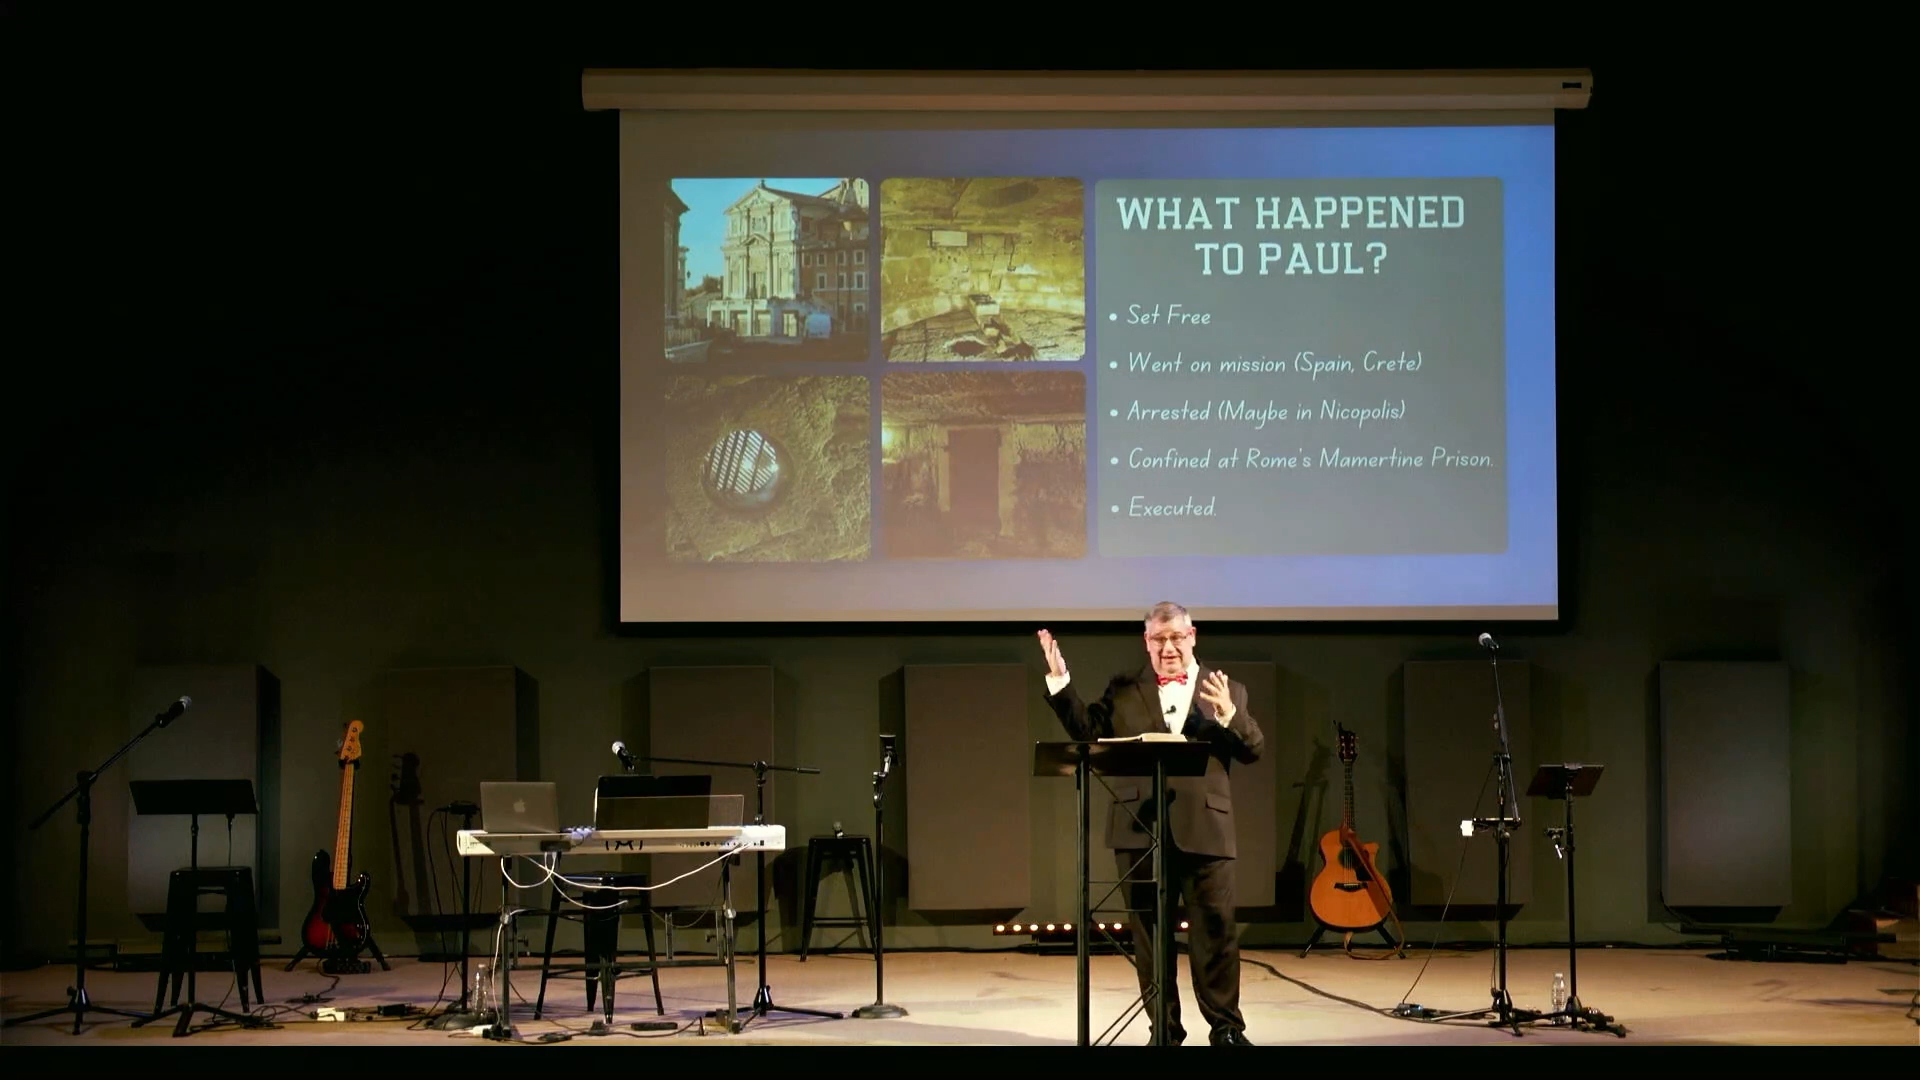 WHAT HAPPENED
TO PAUL?
• Set Free
• Went on mission (Spain, Crete)
• Arrested (Maybe in Nicopolis)
• Confined at Rome's Mamertine Prison.
• Executed.